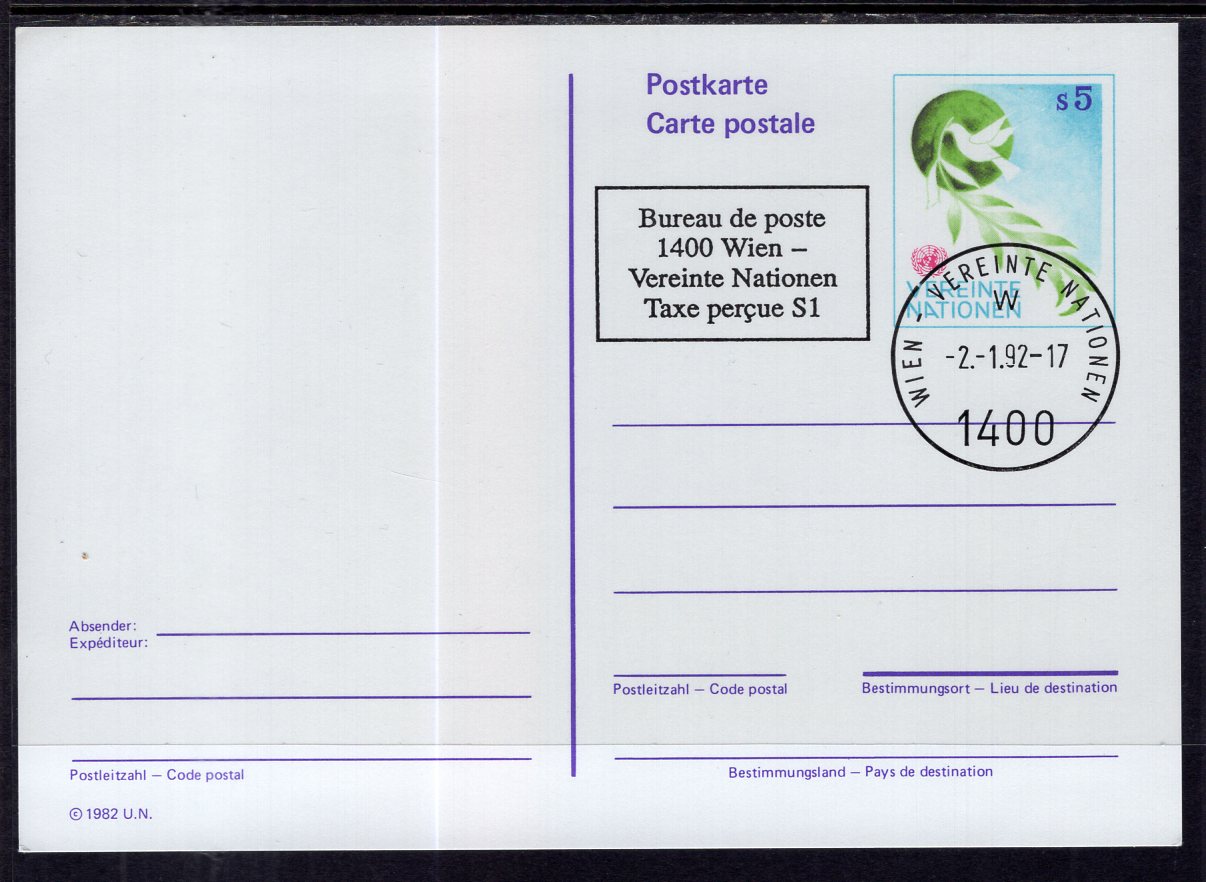 Postkarte
Carte postale
s5
Bureau de poste
1400 Wien –
Vereinte Nationen
Taxe perçue S1
VEREINTE
NATIONEN
WIEN - VEREINTE NATIONEN
W
-2.-1.92-17
1400
Absender:
Expéditeur:
Postleitzahl – Code postal
Bestimmungsort – Lieu de destination
Postleitzahl – Code postal
Bestimmungsland – Pays de destination
© 1982 U.N.